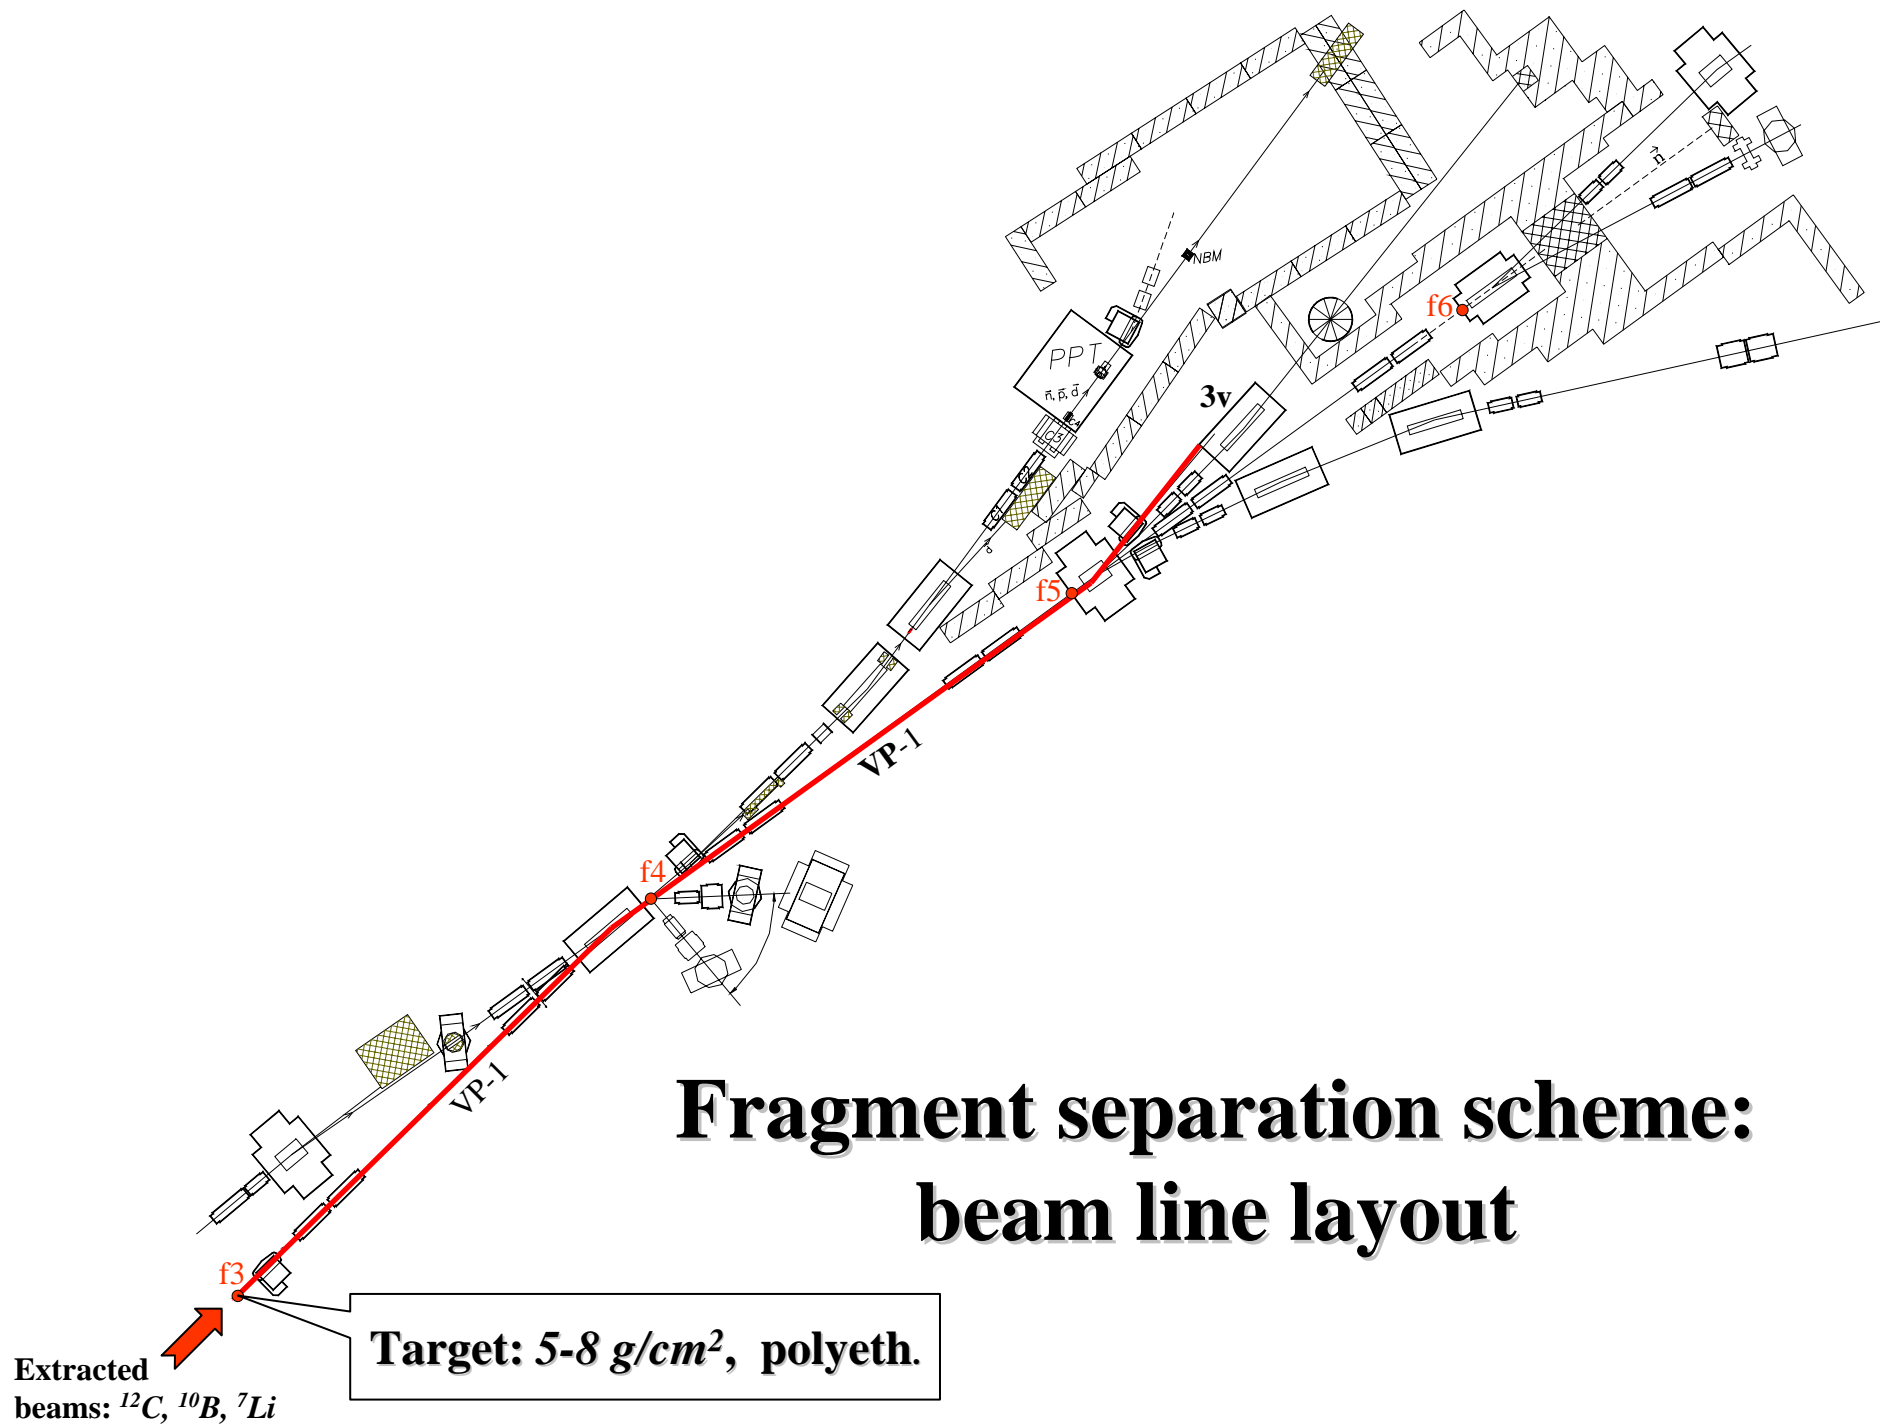 n
NBM
f6
PPT
n, p, d
3v
C3
f5
VP-1
f4
VP-1
Fragment separation scheme:
beam line layout
f3
Target: 5-8 g/cm², polyeth.
Extracted
beams: ¹²C, ¹⁰B, ⁷Li